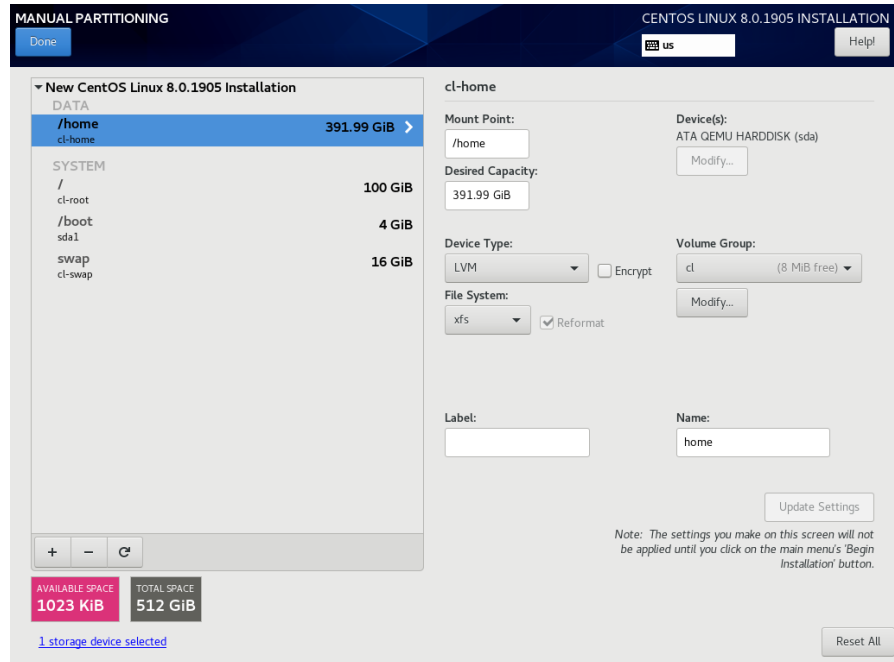 MANUAL PARTITIONING
CENTOS LINUX 8.0.1905 INSTALLATION
Done
us
Help!
New CentOS Linux 8.0.1905 Installation
DATA
/home
cl-home
391.99 GiB
SYSTEM
/
cl-root
100 GiB
/boot
sda1
4 GiB
swap
cl-swap
16 GiB
cl-home
Mount Point:
/home
Device(s):
ATA QEMU HARDDISK (sda)
Modify...
Desired Capacity:
391.99 GiB
Device Type:
LVM
Encrypt
Volume Group:
cl (8 MiB free)
Modify...
File System:
xfs
Reformat
Label:
Name:
home
Update Settings
Note: The settings you make on this screen will not
be applied until you click on the main menu's 'Begin
Installation' button.
+ −
AVAILABLE SPACE
1023 KiB
TOTAL SPACE
512 GiB
1 storage device selected
Reset All